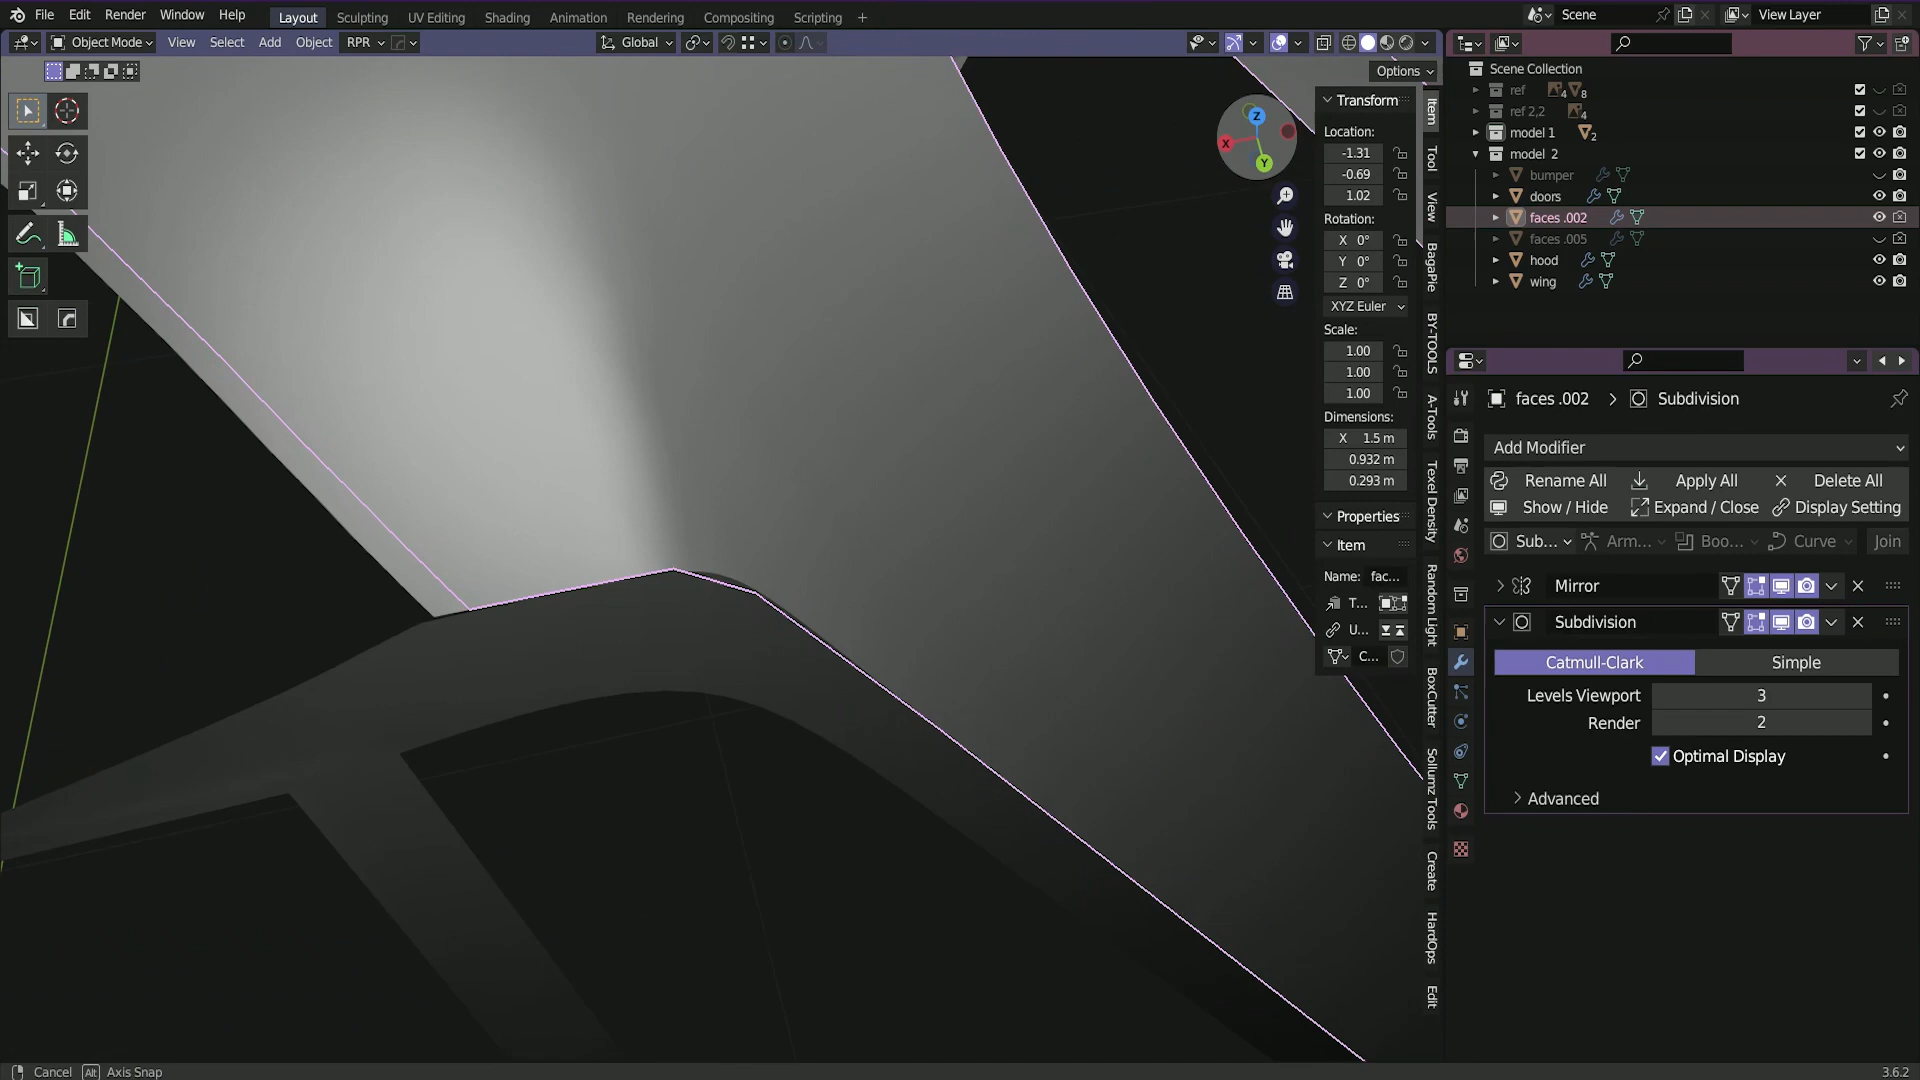 File Edit Render Window Help Layout Sculpting UV Editing Shading Animation Rendering Compositing Scripting + Scene View Layer
Object Mode View Select Add Object RPR Global
Options
Transform
Location:
-1.31
-0.69
1.02
Rotation:
X 0°
Y 0°
Z 0°
XYZ Euler
Scale:
1.00
1.00
1.00
Dimensions:
X 1.5 m
0.932 m
0.293 m
Properties
Item
Name: fac...
T...
U...
C...
Item
Tool
View
BagaPie
BY-TOOLS
A-Tools
Texel Density
Random Light
BoxCutter
Sollumz Tools
Create
HardOps
Edit
Z
X
Y
Scene Collection
ref 4 8
ref 2,2 4
model 1 2
model 2
bumper
doors
faces .002
faces .005
hood
wing
faces .002 > Subdivision
Add Modifier
Rename All Apply All Delete All
Show / Hide Expand / Close Display Setting
Sub... Arm... Boo... Curve Join
Mirror
Subdivision
Catmull-Clark Simple
Levels Viewport 3
Render 2
Optimal Display
Advanced
Cancel Alt Axis Snap 3.6.2